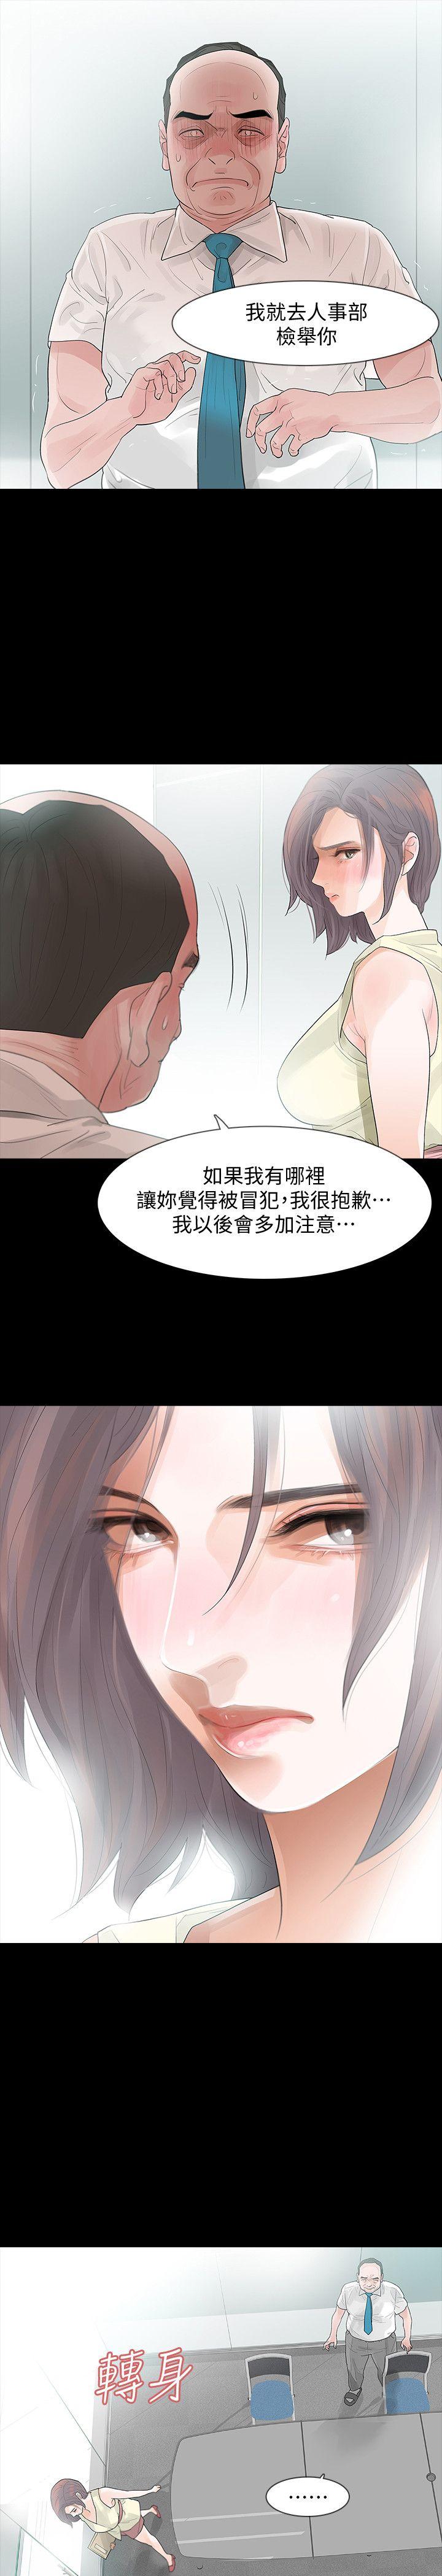 我就去人事部
檢舉你
如果我有哪裡
讓妳覺得被冒犯,我很抱歉…
我以後會多加注意…
轉身
……